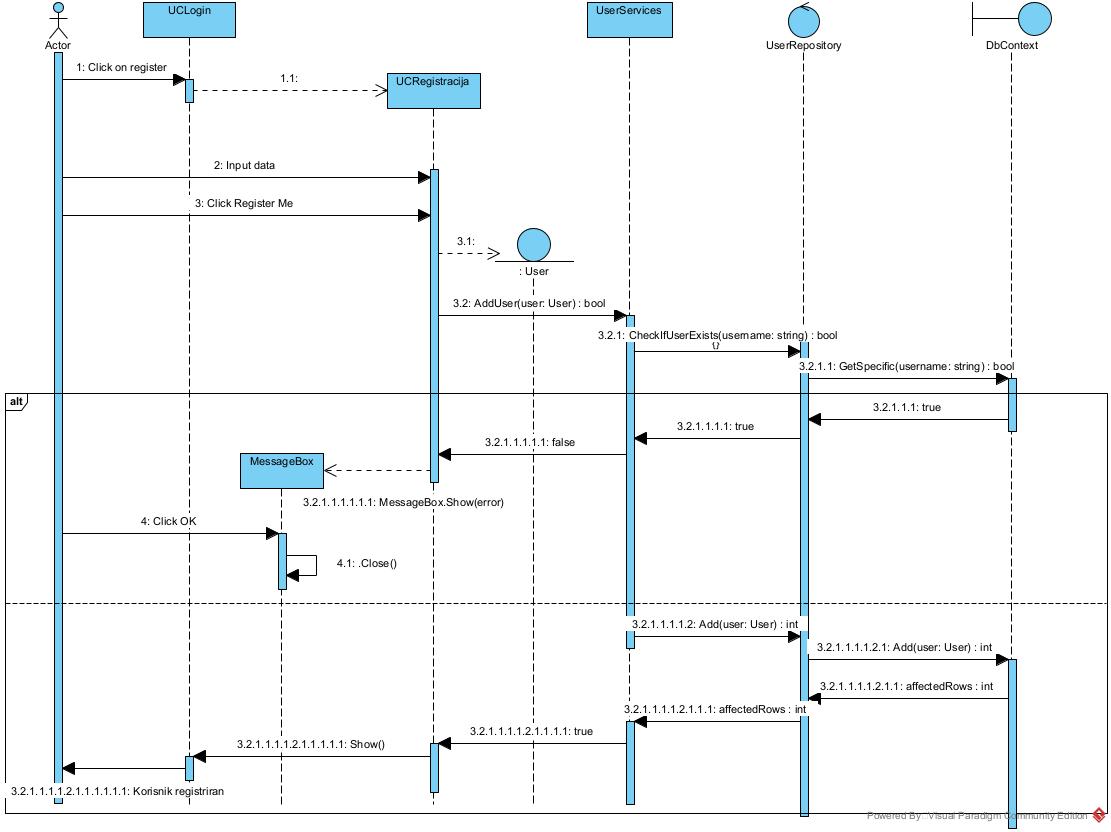 UCLogin
UserServices
Actor
UserRepository
DbContext
1: Click on register
1.1:
UCRegistracija
2: Input data
3: Click Register Me
3.1:
: User
3.2: AddUser(user: User) : bool
3.2.1: CheckIfUserExists(username: string) : bool
{}
3.2.1.1: GetSpecific(username: string) : bool
alt
3.2.1.1.1: true
3.2.1.1.1.1: true
3.2.1.1.1.1.1: false
MessageBox
3.2.1.1.1.1.1.1: MessageBox.Show(error)
4: Click OK
4.1: .Close()
3.2.1.1.1.1.2: Add(user: User) : int
3.2.1.1.1.1.2.1: Add(user: User) : int
3.2.1.1.1.1.2.1.1: affectedRows : int
3.2.1.1.1.1.2.1.1.1: affectedRows : int
3.2.1.1.1.1.2.1.1.1.1: true
3.2.1.1.1.1.2.1.1.1.1.1: Show()
3.2.1.1.1.1.2.1.1.1.1.1.1: Korisnik registriran
Powered By: Visual Paradigm Community Edition